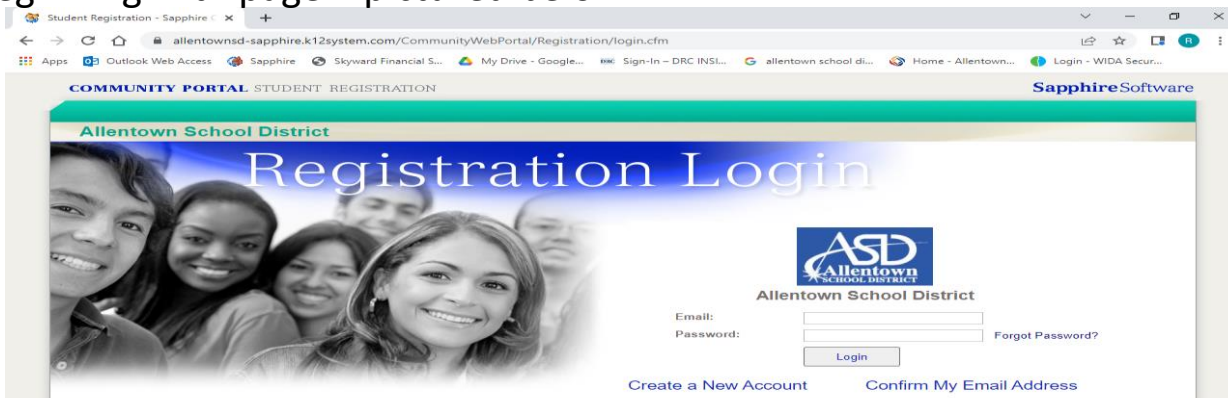 Student Registration - Sapphire C
allentownsd-sapphire.k12system.com/CommunityWebPortal/Registration/login.cfm
R
Apps Outlook Web Access Sapphire Skyward Financial S... My Drive - Google... Sign-In – DRC INSI... allentown school di... Home - Allentown... Login - WIDA Secur...
COMMUNITY PORTAL STUDENT REGISTRATION SapphireSoftware
Allentown School District
Registration Login
ASD
Allentown
SCHOOL DISTRICT
Allentown School District
Email:
Password: Forgot Password?
Login
Create a New Account Confirm My Email Address